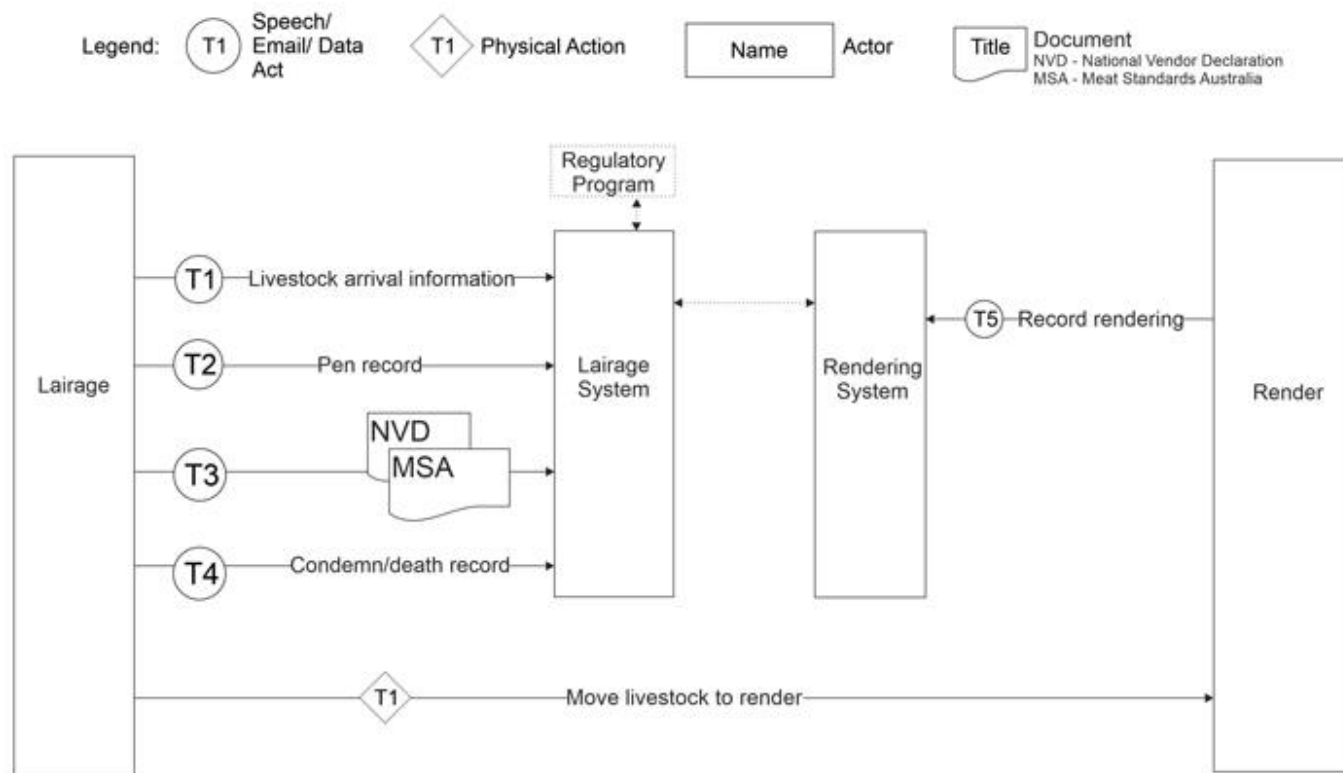 Legend:
T1
Speech/
Email/ Data
Act
T1
Physical Action
Name
Actor
Title
Document
NVD - National Vendor Declaration
MSA - Meat Standards Australia
Regulatory
Program
T1
Livestock arrival information
T5
Record rendering
T2
Pen record
Lairage
Lairage
System
Rendering
System
Render
NVD
T3
MSA
T4
Condemn/death record
T1
Move livestock to render